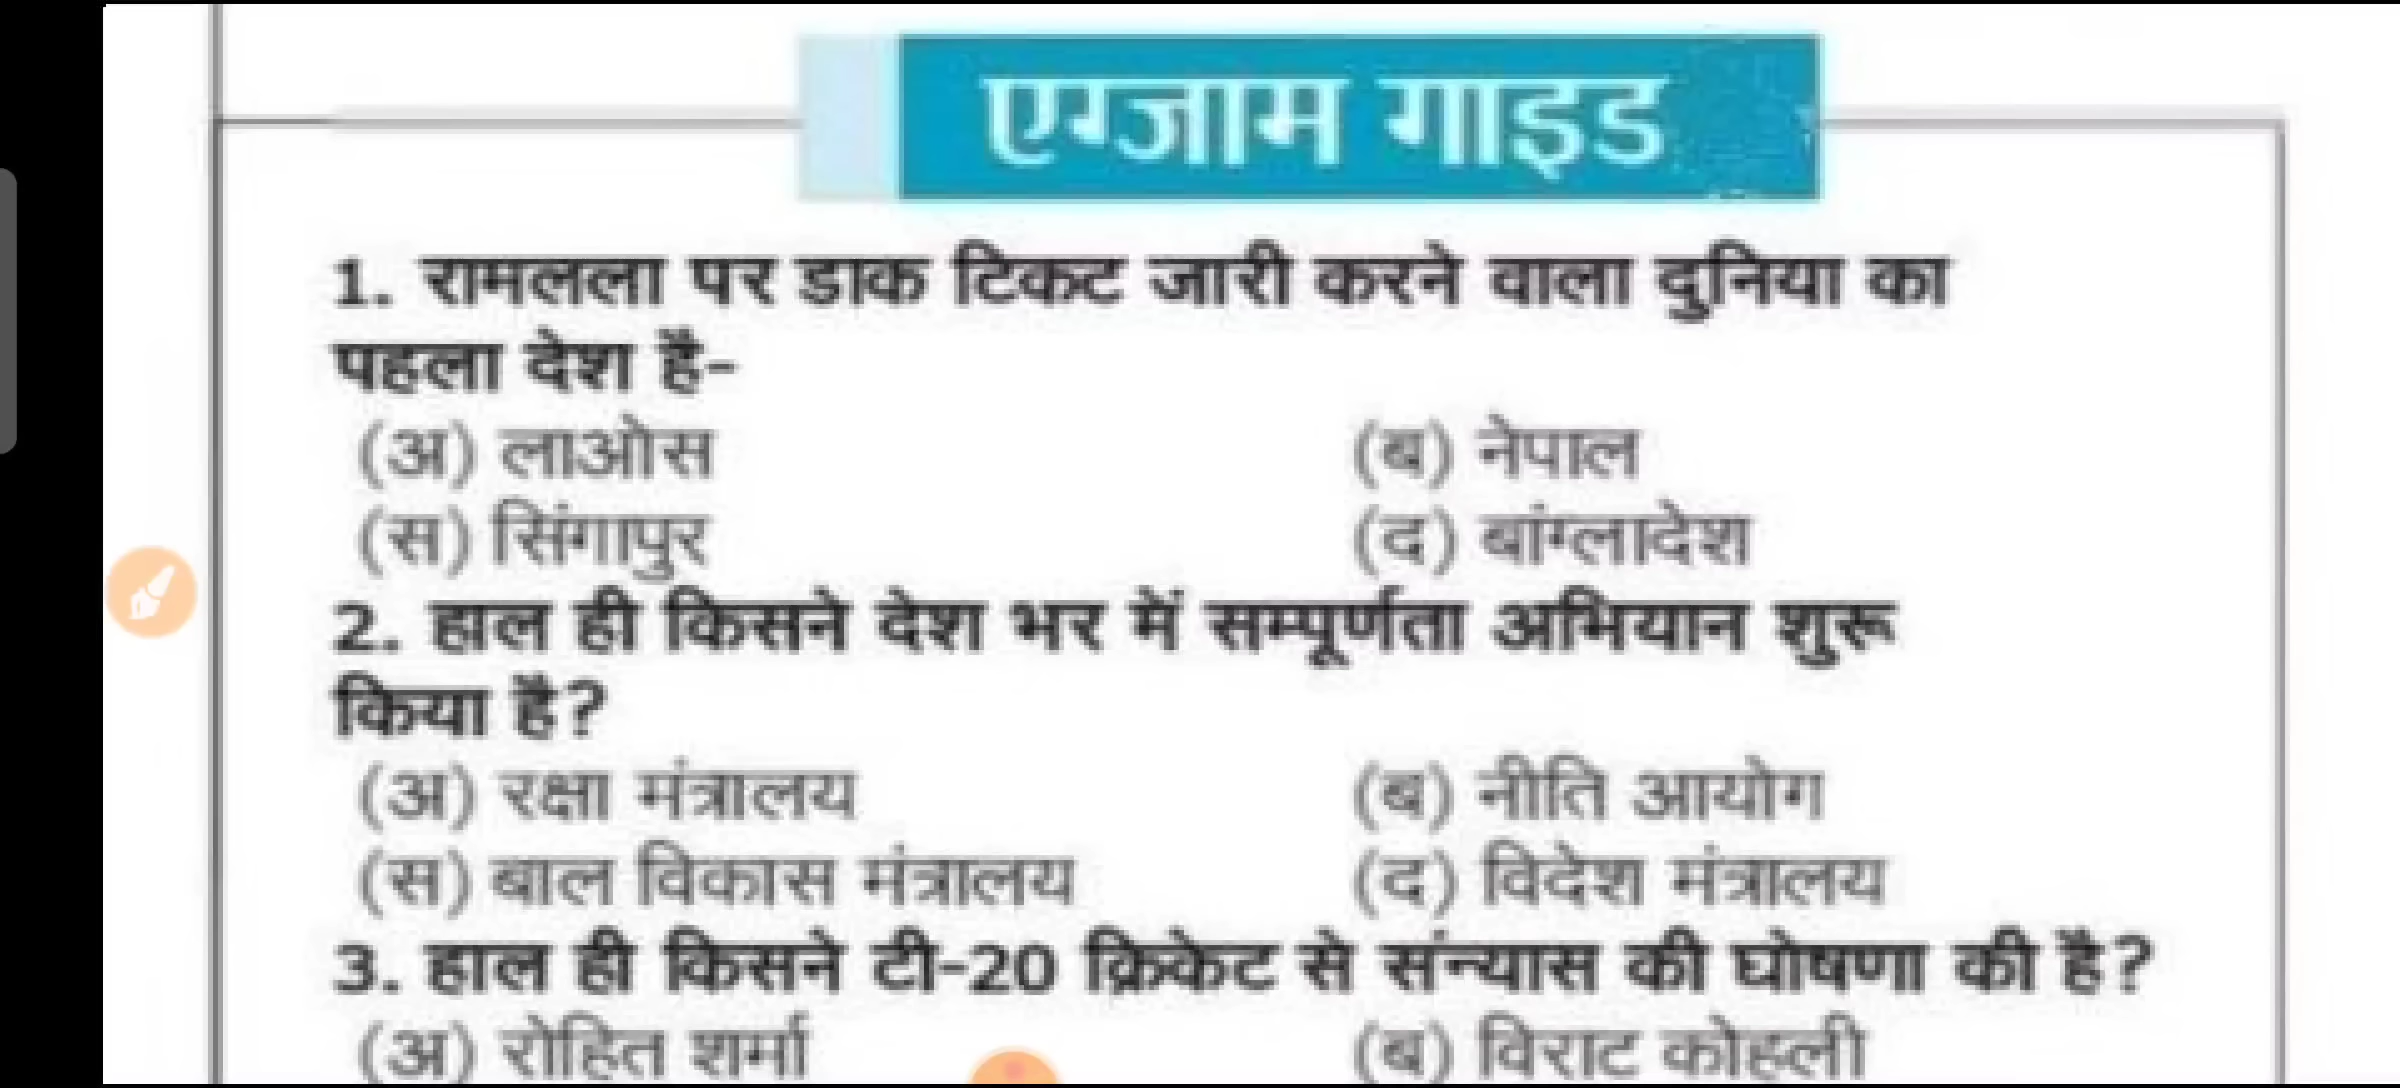 एग्जाम गाइड
1. रामलला पर डाक टिकट जारी करने वाला दुनिया का
पहला देश है-
(अ) लाओस (ब) नेपाल
(स) सिंगापुर (द) बांग्लादेश
2. हाल ही किसने देश भर में सम्पूर्णता अभियान शुरू
किया है?
(अ) रक्षा मंत्रालय (ब) नीति आयोग
(स) बाल विकास मंत्रालय (द) विदेश मंत्रालय
3. हाल ही किसने टी-20 क्रिकेट से संन्यास की घोषणा की है?
(अ) रोहित शर्मा (ब) विराट कोहली